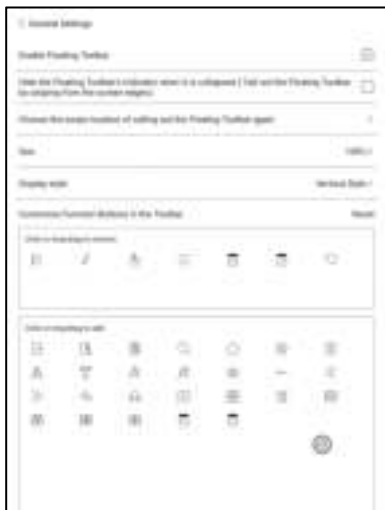 General Settings
Enable Floating Toolbar
Hide the Floating Toolbar's indicator when it is collapsed ( Call out the Floating Toolbar
by swiping from the screen edges)
Choose the swipe location of calling out the Floating Toolbar again
Size
100%
Display style
Vertical Style
Customize Function Buttons in the Toolbar
Reset
Click or drag&drop to remove
Click or drag&drop to add